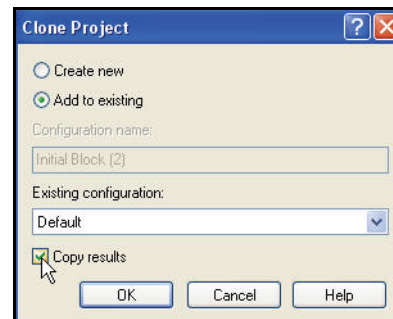 Clone Project
Create new
Add to existing
Configuration name:
Initial Block (2)
Existing configuration:
Default
Copy results
OK Cancel Help